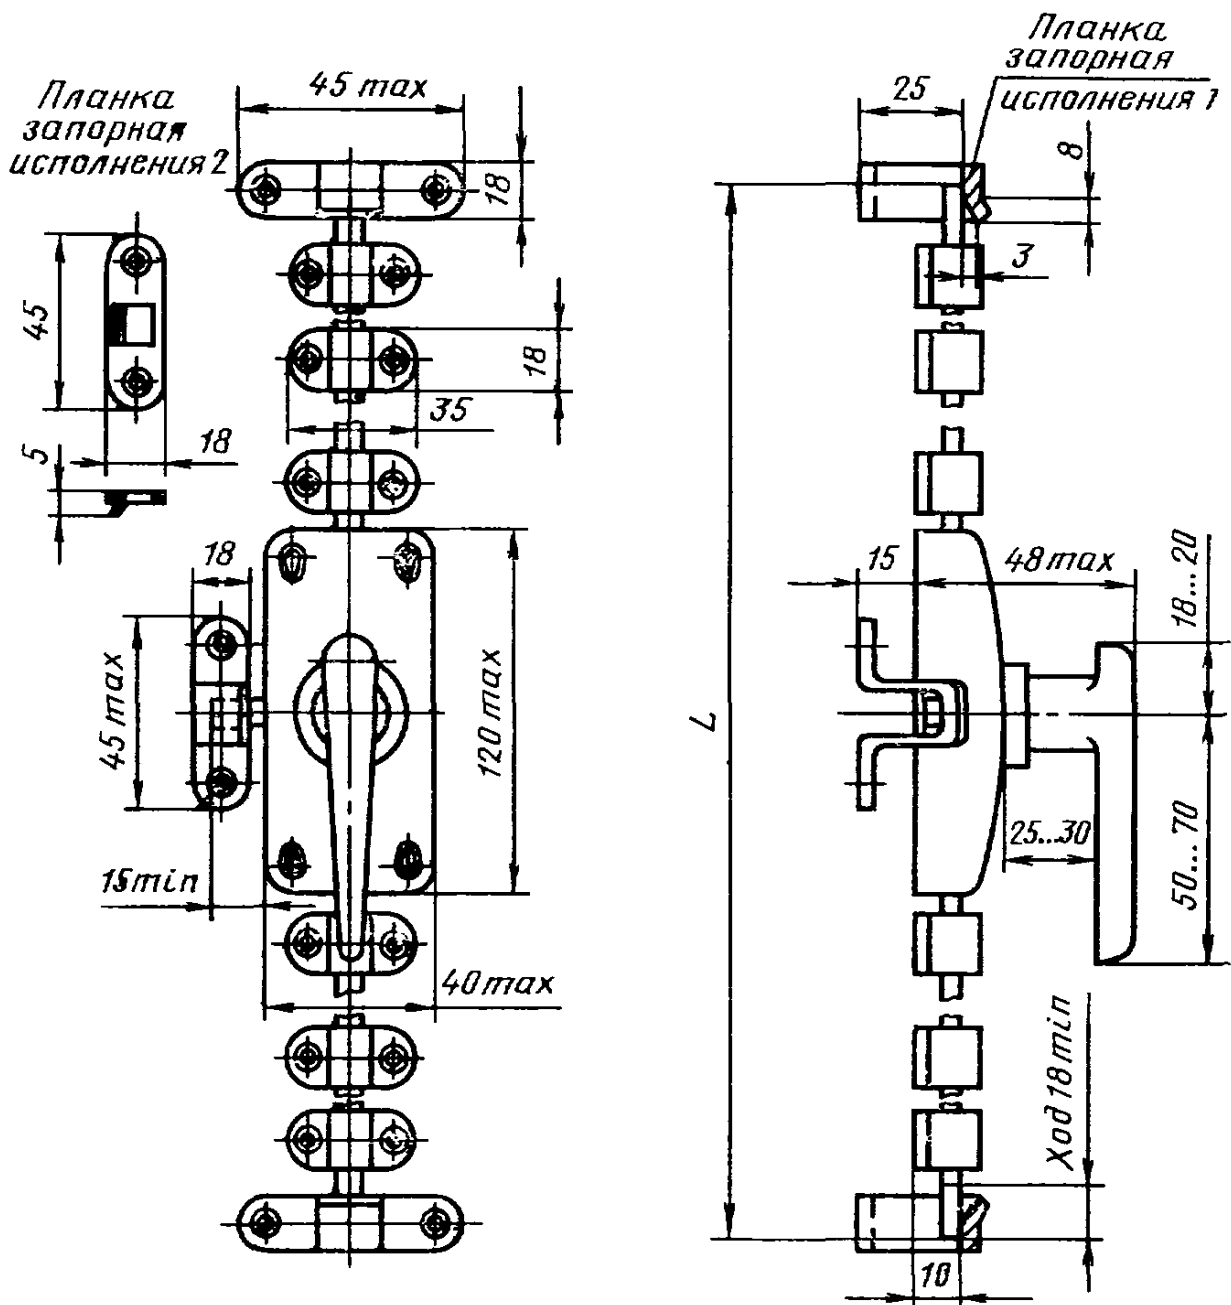 Планка
запорная
исполнения 2
45 max
18
45
18
5
35
18
18
45 max
120 max
15 min
40 max
Планка
запорная
исполнения 1
25
8
3
15
48 max
18...20
L
25...30
50...70
Ход 18 min
10